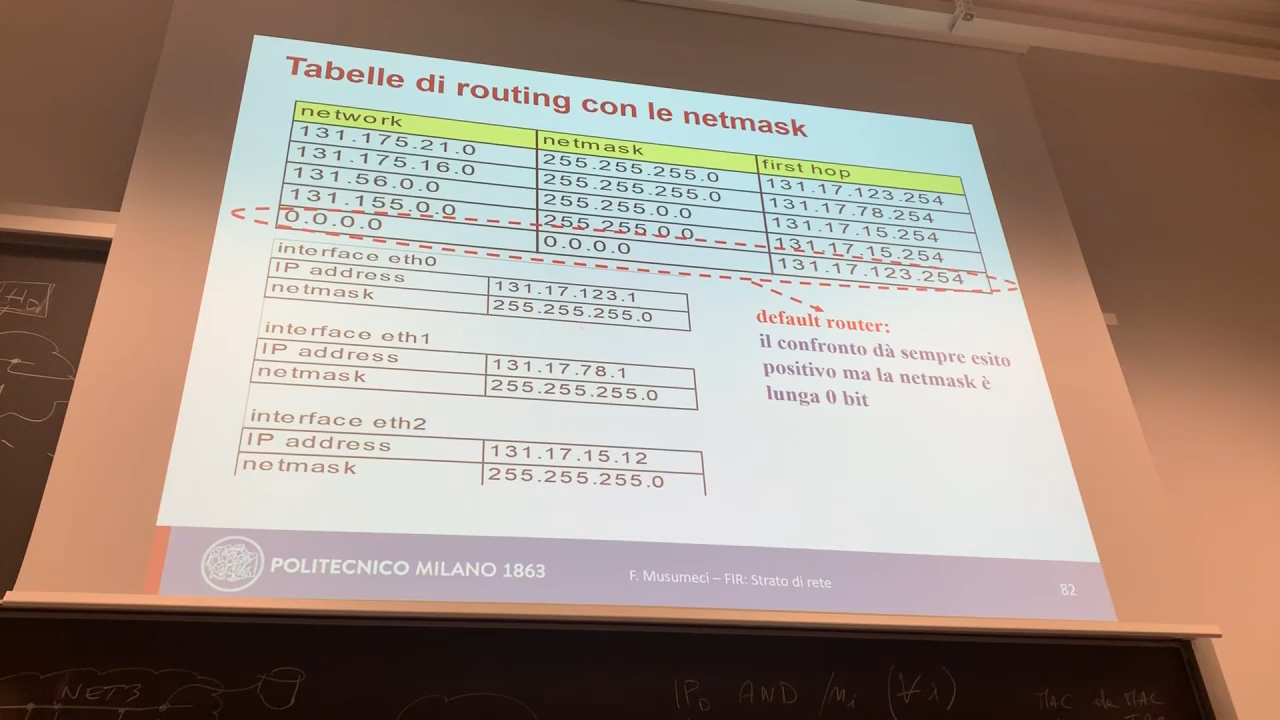 Tabelle di routing con le netmask
network netmask first hop
131.175.21.0 255.255.255.0 131.17.123.254
131.175.16.0 255.255.255.0 131.17.78.254
131.56.0.0 255.255.0.0 131.17.15.254
131.155.0.0 255.255.0.0 131.17.15.254
0.0.0.0 0.0.0.0 131.17.123.254
interface eth0
IP address 131.17.123.1
netmask 255.255.255.0
interface eth1
IP address 131.17.78.1
netmask 255.255.255.0
interface eth2
IP address 131.17.15.12
netmask 255.255.255.0
default router:
il confronto dà sempre esito
positivo ma la netmask è
lunga 0 bit
POLITECNICO MILANO 1863
F. Musumeci – FIR: Strato di rete
82
NET3
IP_D AND /m_i (∀ i)
MAC MAC